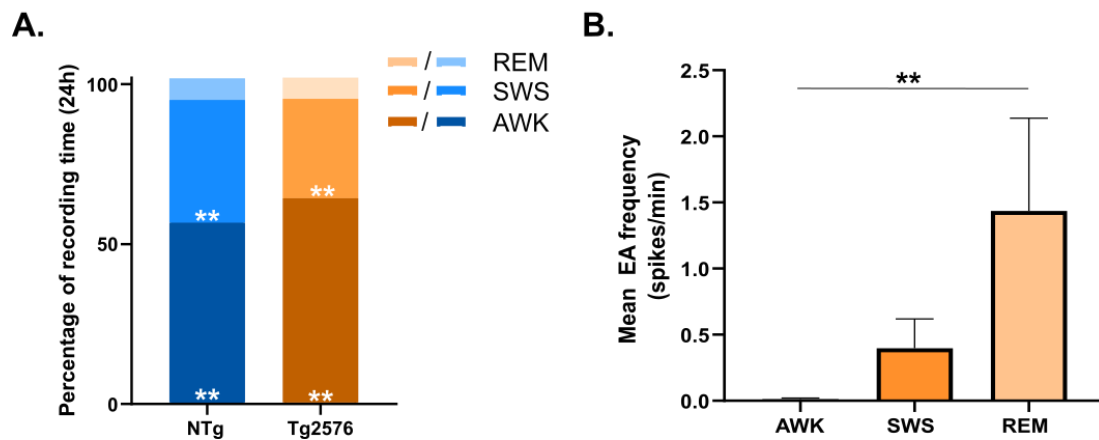 A.
Percentage of recording time (24h)
100
50
0
**
**
**
**
NTg
Tg2576
/ REM
/ SWS
/ AWK
B.
Mean EA frequency
(spikes/min)
2.5
2.0
1.5
1.0
0.5
0.0
**
AWK
SWS
REM